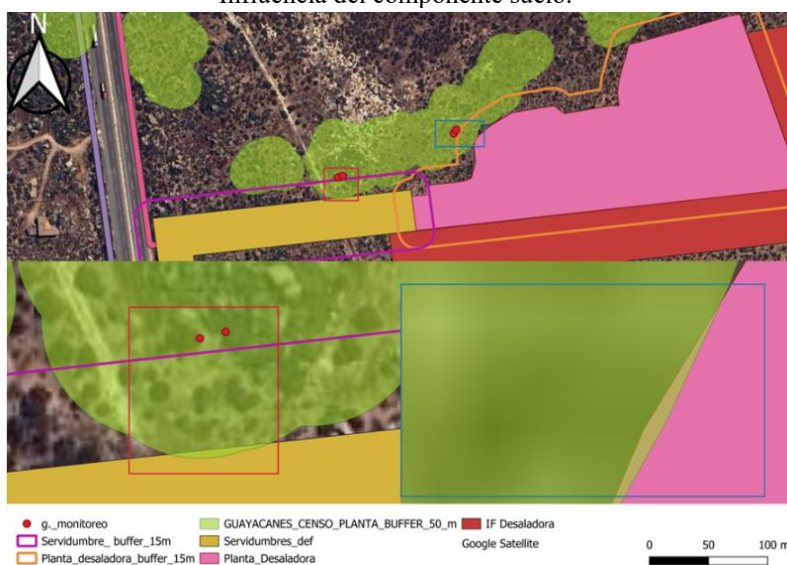 Influencia del componente suelo.
N
g._monitoreo GUAYACANES_CENSO_PLANTA_BUFFER_50_m IF Desaladora
Servidumbre_ buffer_15m Servidumbres_def Google Satellite
Planta_desaladora_buffer_15m Planta_Desaladora 0 50 100 m